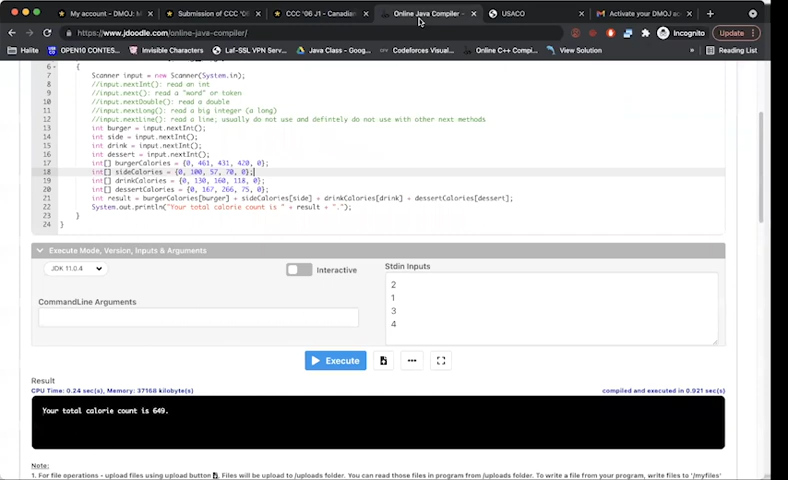 My account - DMOJ: M
Submission of CCC '06
CCC '06 J1 - Canadian
Online Java Compiler -
USACO
Activate your DMOJ acc
https://www.jdoodle.com/online-java-compiler/
Incognito
Update
Halite
OPEN10 CONTES...
Invisible Characters
Laf-SSL VPN Serv...
Java Class - Goog...
Codeforces Visual...
Online C++ Compil...
View Solution
»
Reading List
6 {
7 Scanner input = new Scanner(System.in);
8 //input.nextInt(): read an int
9 //input.next(): read a "word" or token
10 //input.nextDouble(): read a double
11 //input.nextLong(): read a big integer (a long)
12 //input.nextLine(): read a line; usually do not use and defintely do not use with other next methods
13 int burger = input.nextInt();
14 int side = input.nextInt();
15 int drink = input.nextInt();
16 int dessert = input.nextInt();
17 int[] burgerCalories = {0, 461, 431, 420, 0};
18 int[] sideCalories = {0, 100, 57, 70, 0};
19 int[] drinkCalories = {0, 130, 160, 118, 0};
20 int[] dessertCalories = {0, 167, 266, 75, 0};
21 int result = burgerCalories[burger] + sideCalories[side] + drinkCalories[drink] + dessertCalories[dessert];
22 System.out.println("Your total calorie count is " + result + ".");
23 }
24 }
Execute Mode, Version, Inputs & Arguments
JDK 11.0.4
Interactive
Stdin Inputs
2
1
3
4
CommandLine Arguments
Execute
Result
CPU Time: 0.24 sec(s), Memory: 37168 kilobyte(s)
compiled and executed in 0.921 sec(s)
Your total calorie count is 649.
Note:
1. For file operations - upload files using upload button , Files will be upload to /uploads folder. You can read those files in program from /uploads folder. To write a file from your program, write files to '/myfiles'